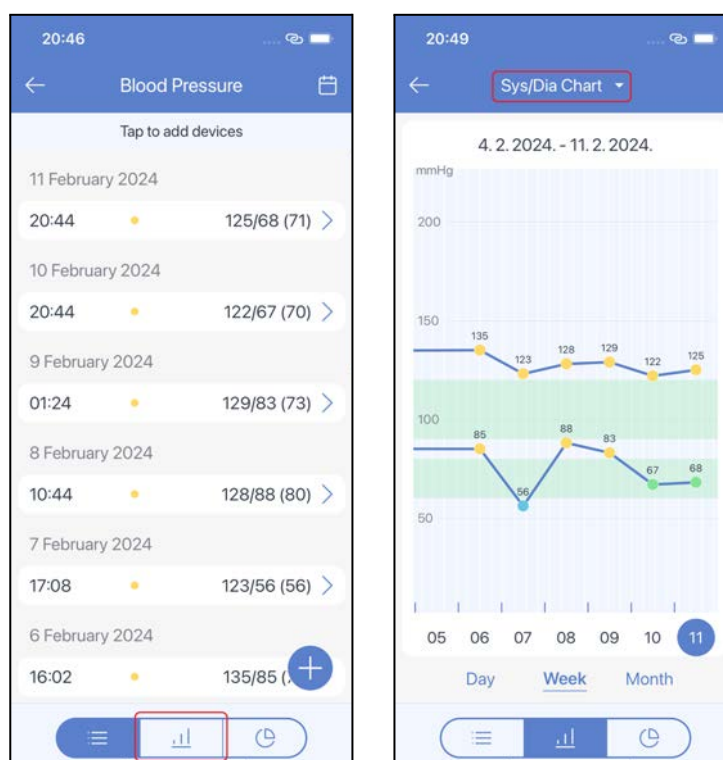 20:46
Blood Pressure
Tap to add devices
11 February 2024
20:44 125/68 (71)
10 February 2024
20:44 122/67 (70)
9 February 2024
01:24 129/83 (73)
8 February 2024
10:44 128/88 (80)
7 February 2024
17:08 123/56 (56)
6 February 2024
16:02 135/85 (
20:49
Sys/Dia Chart
4. 2. 2024. - 11. 2. 2024.
mmHg
200
150
135 123 128 129 122 125
100
85 56 88 83 67 68
50
05 06 07 08 09 10 11
Day Week Month